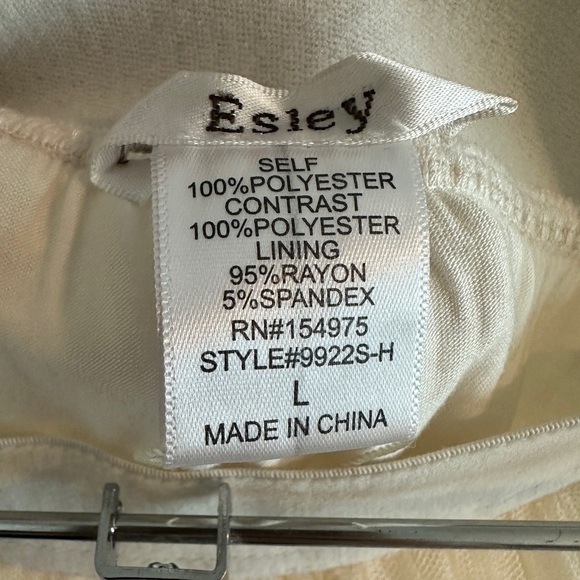 Esley
SELF
100%POLYESTER
CONTRAST
100%POLYESTER
LINING
95%RAYON
5%SPANDEX
RN#154975
STYLE#9922S-H
L
MADE IN CHINA